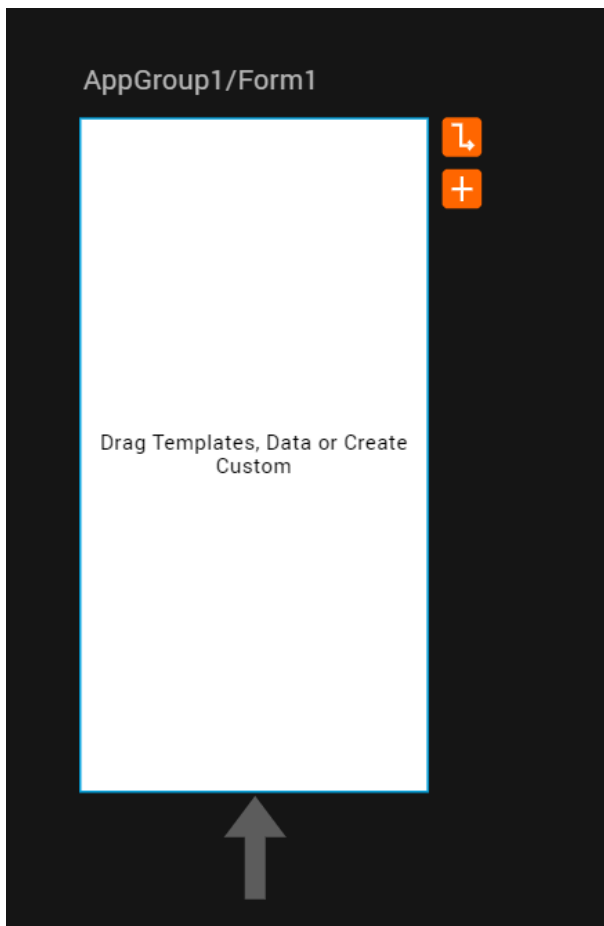 AppGroup1/Form1
Drag Templates, Data or Create
Custom